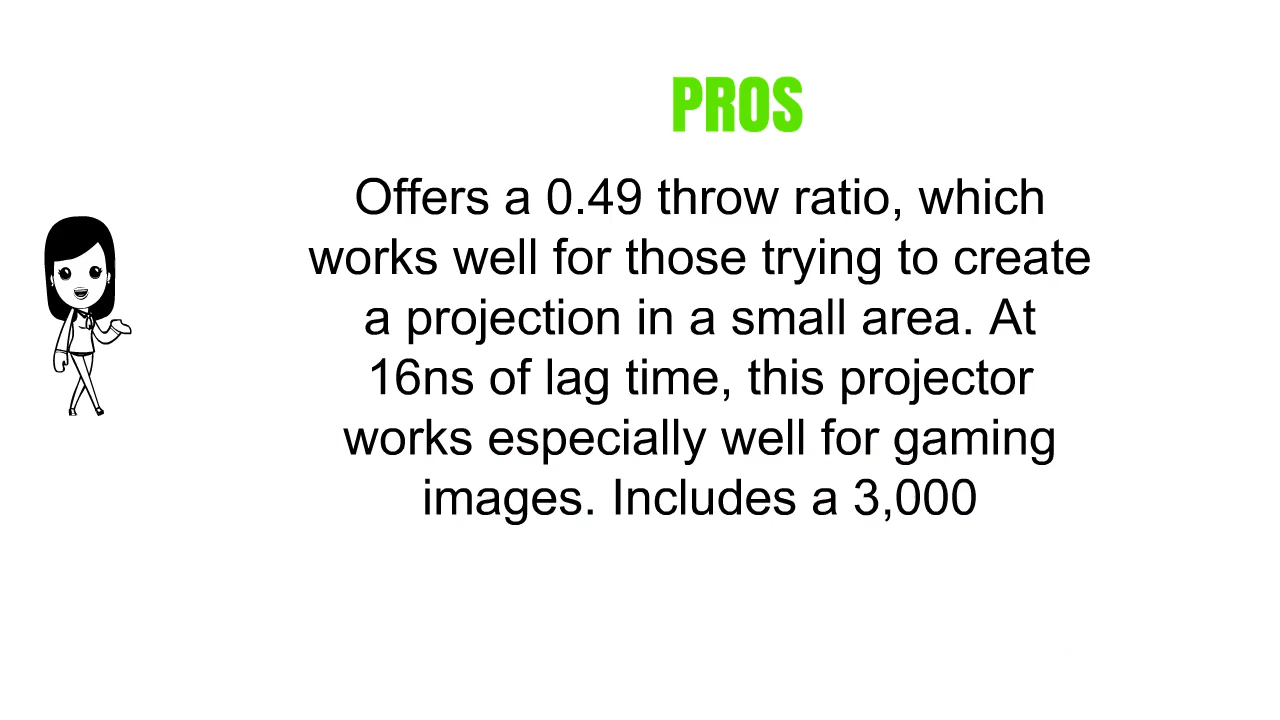 PROS
Offers a 0.49 throw ratio, which
works well for those trying to create
a projection in a small area. At
16ns of lag time, this projector
works especially well for gaming
images. Includes a 3,000